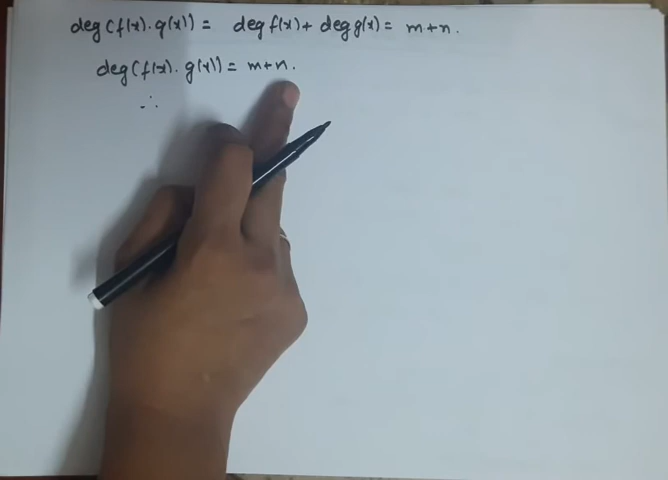 deg(f(x)·g(x)) = deg f(x) + deg g(x) = m+n.
deg(f(x)·g(x)) = m+n.
∴